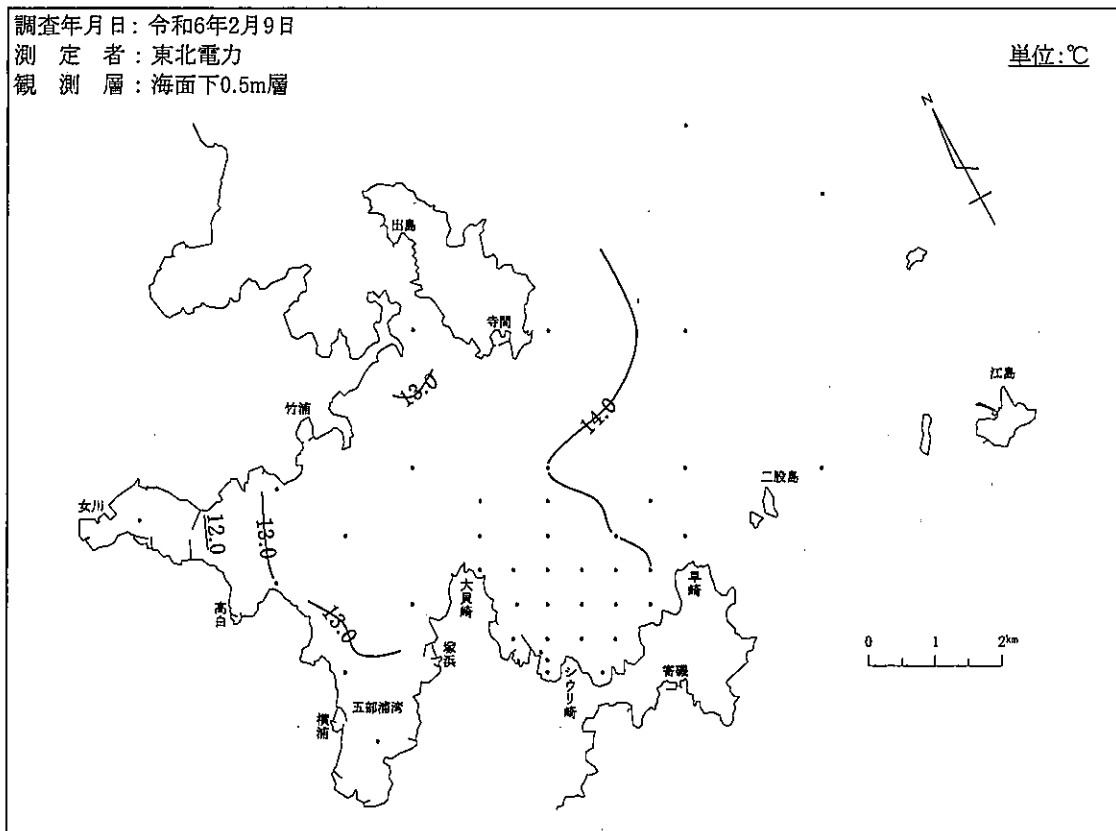 調査年月日：令和6年2月9日
測　定　者：東北電力
観　測　層：海面下0.5m層
単位：℃
N
出島
寺間
13.0
14.0
江島
竹浦
二股島
女川
12.0
13.0
高白
13.0
大貝崎
早崎
塚浜
シウリ崎
寄磯
五部浦湾
横浦
0 1 2km